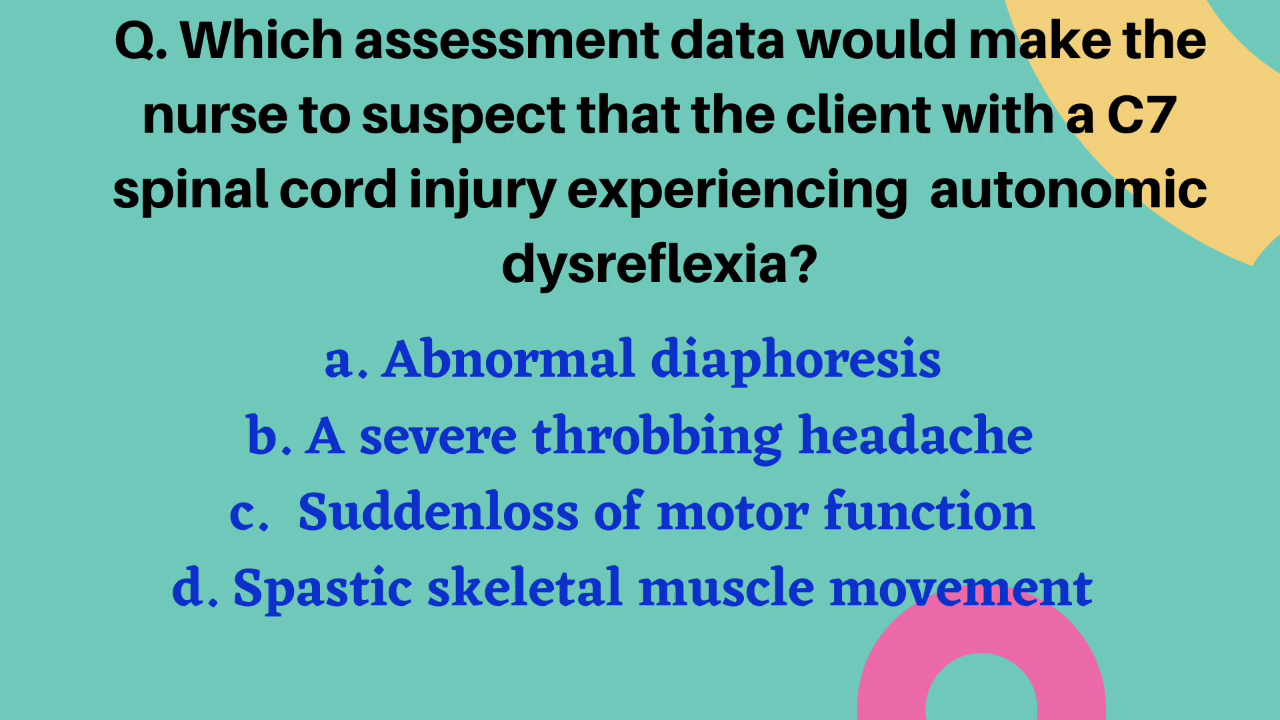 Q. Which assessment data would make the
nurse to suspect that the client with a C7
spinal cord injury experiencing  autonomic
dysreflexia?
a. Abnormal diaphoresis
b. A severe throbbing headache
c.  Suddenloss of motor function
d. Spastic skeletal muscle movement